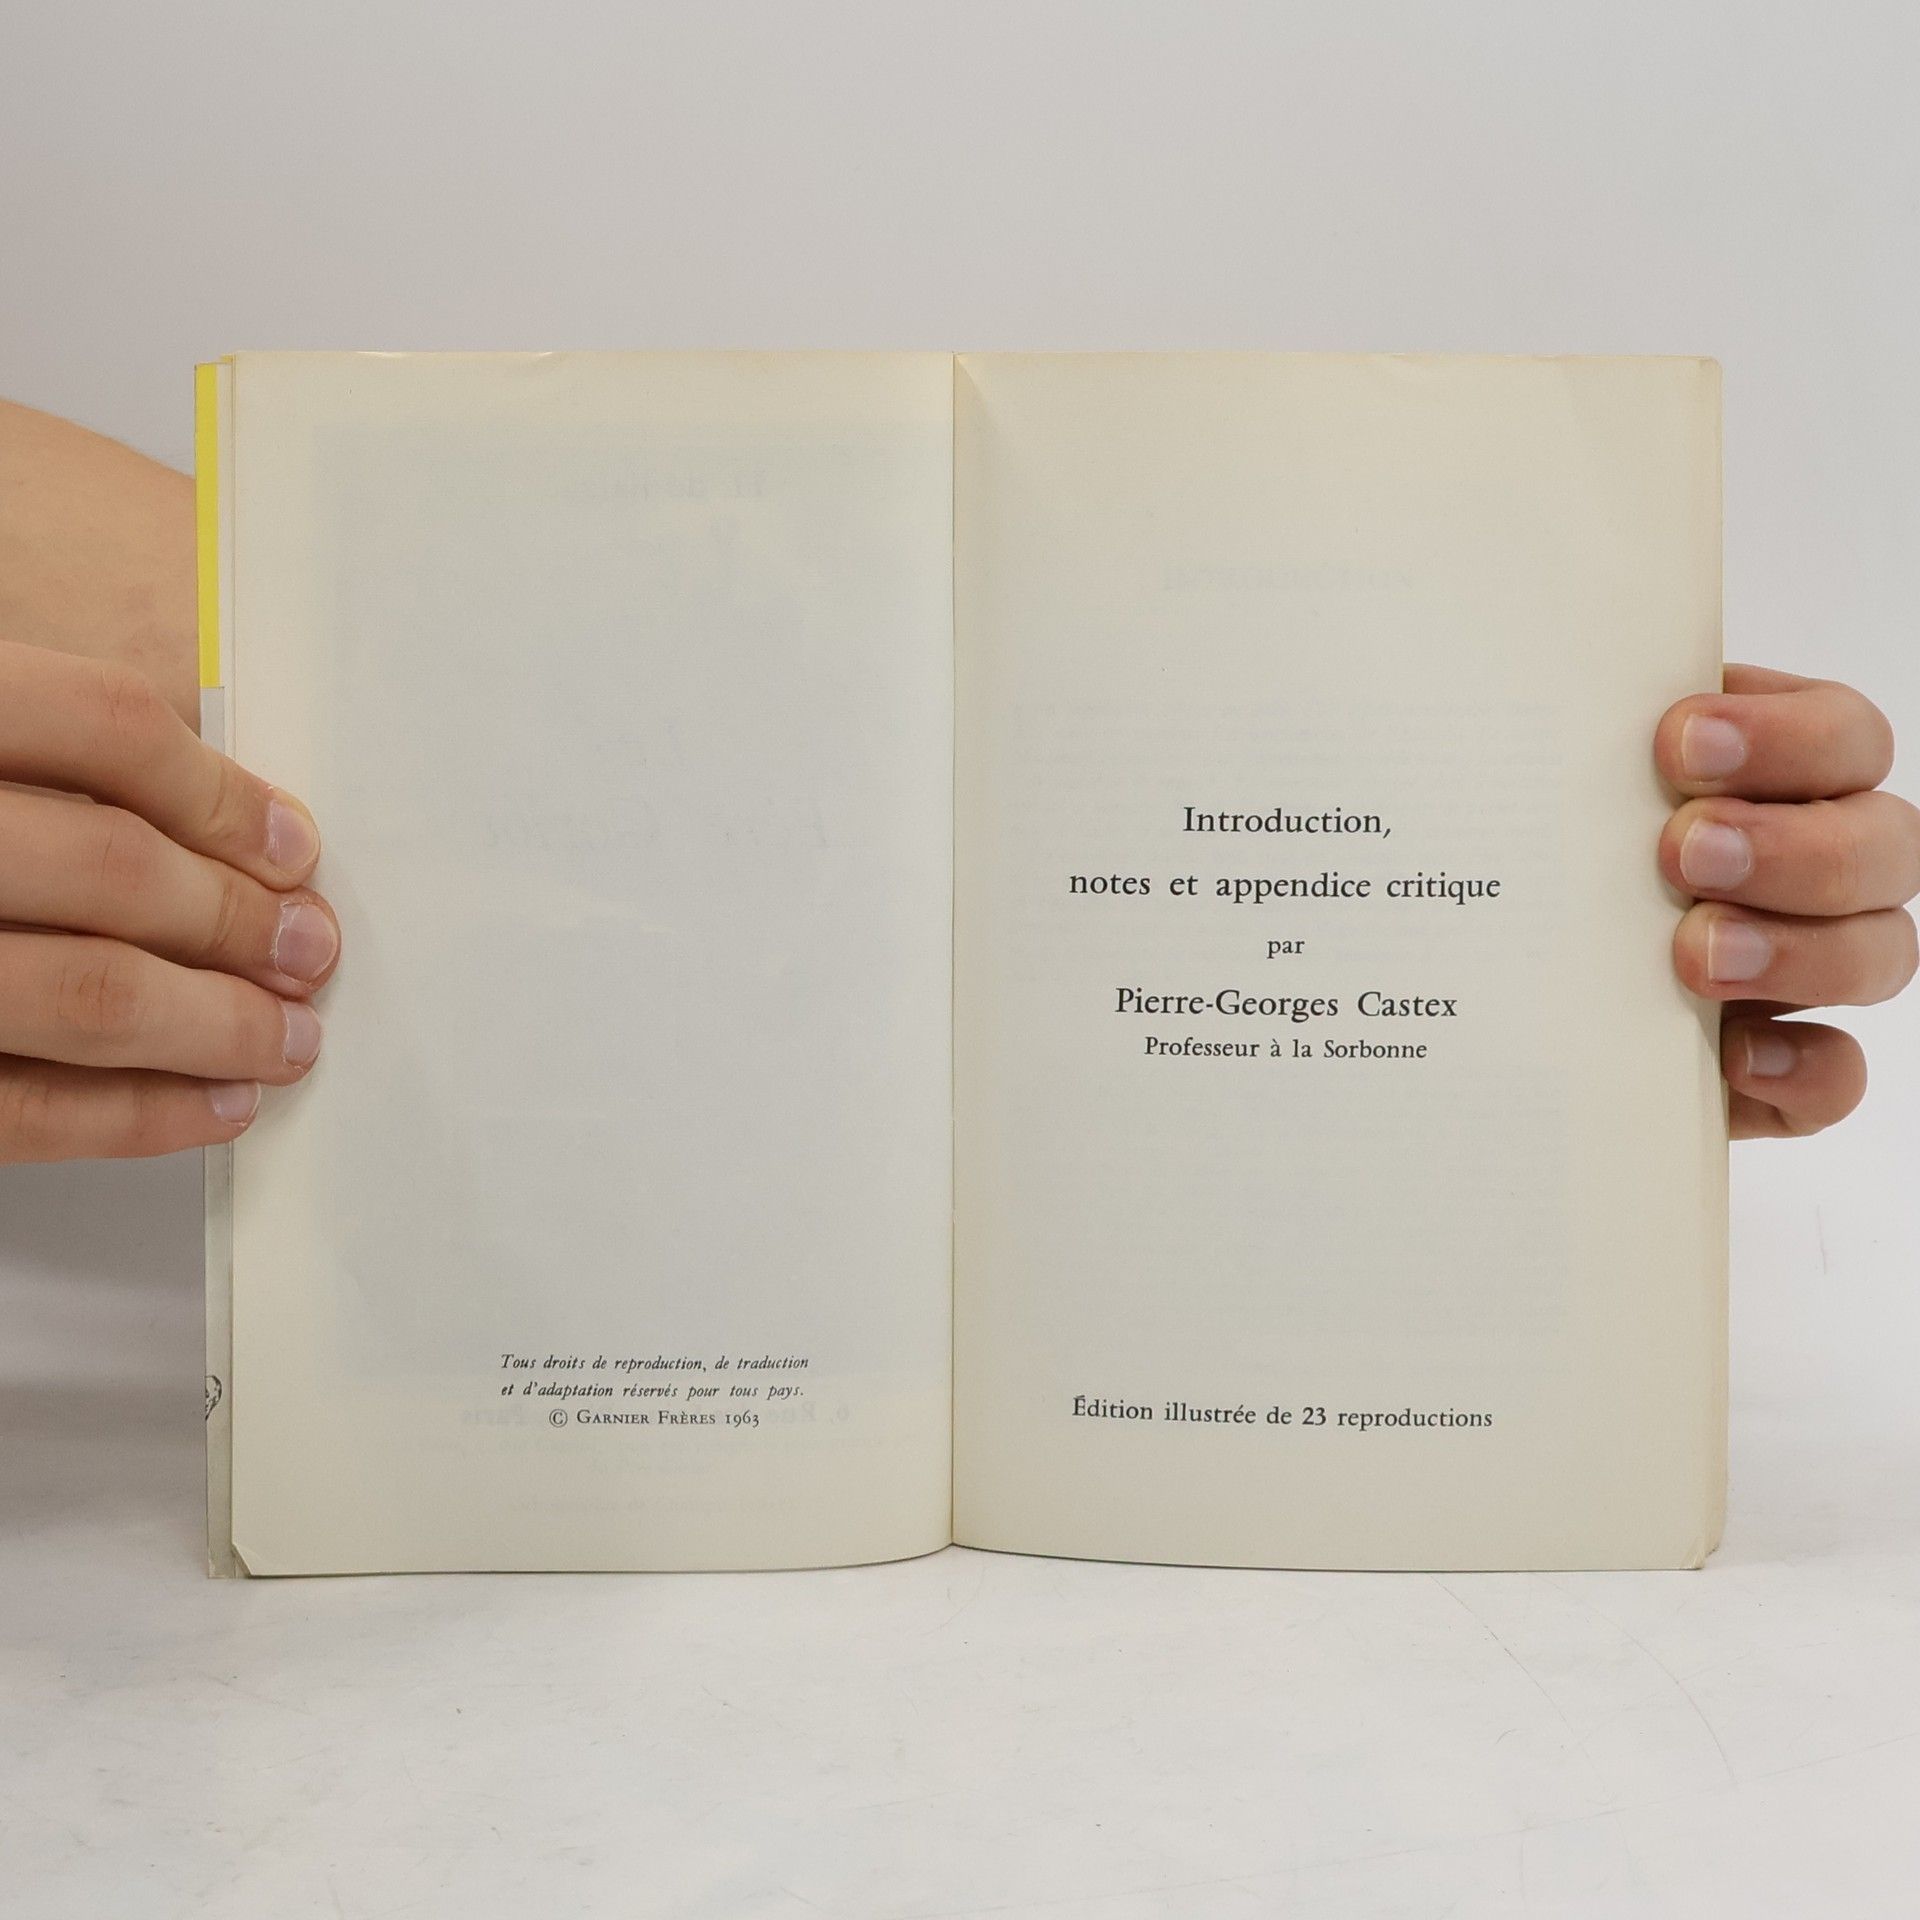 Tous droits de reproduction, de traduction
et d'adaptation réservés pour tous pays.
© GARNIER FRÈRES 1963
Introduction,
notes et appendice critique
par
Pierre-Georges Castex
Professeur à la Sorbonne
Édition illustrée de 23 reproductions